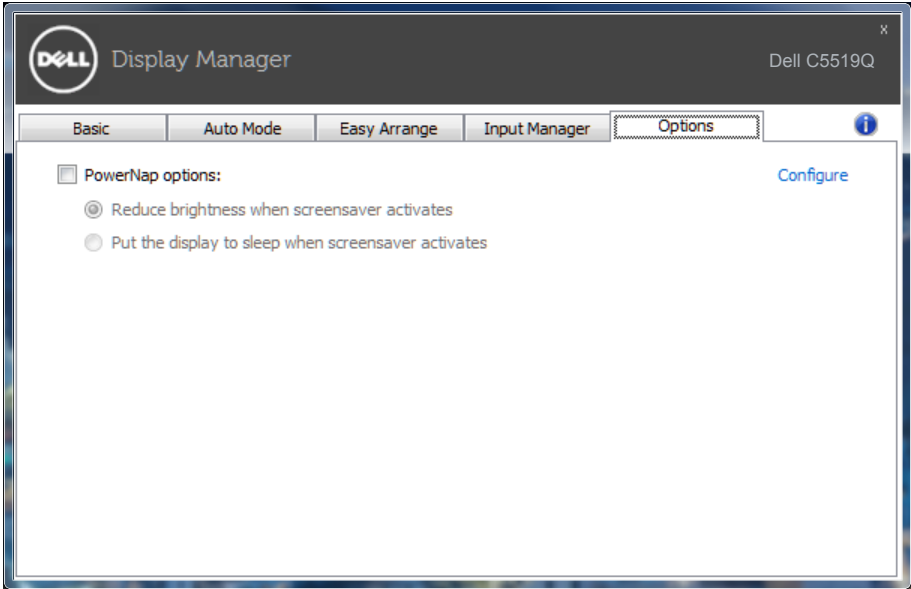 x
DELL Display Manager
Dell C5519Q
Basic Auto Mode Easy Arrange Input Manager Options i
PowerNap options: Configure
Reduce brightness when screensaver activates
Put the display to sleep when screensaver activates